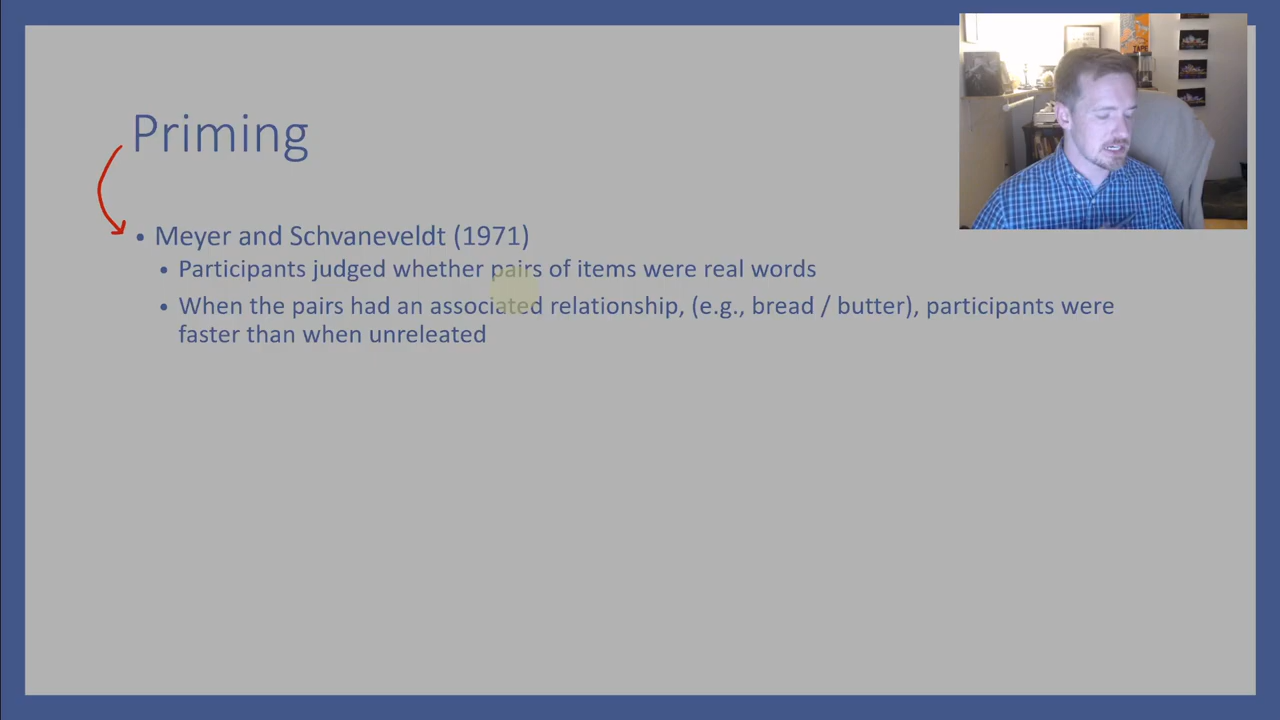 Priming
• Meyer and Schvaneveldt (1971)
• Participants judged whether pairs of items were real words
• When the pairs had an associated relationship, (e.g., bread / butter), participants were
faster than when unreleated
TAPE